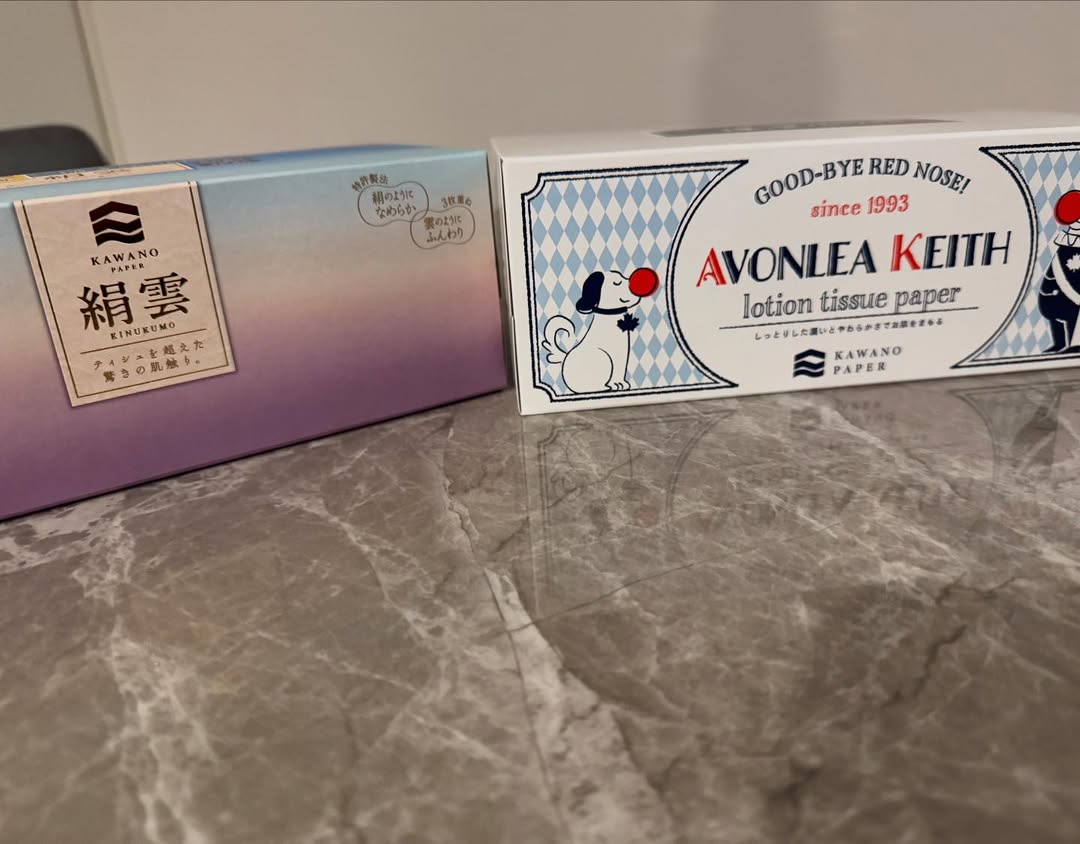 KAWANO
PAPER
絹雲
KINUKUMO
ティシュを超えた
驚きの肌触り。
特許製法
絹のように
なめらか
3枚重ね
雲のように
ふんわり
GOOD-BYE RED NOSE!
since 1993
AVONLEA KEITH
lotion tissue paper
しっとりした潤いとやわらかさでお肌をまもる
KAWANO
PAPER